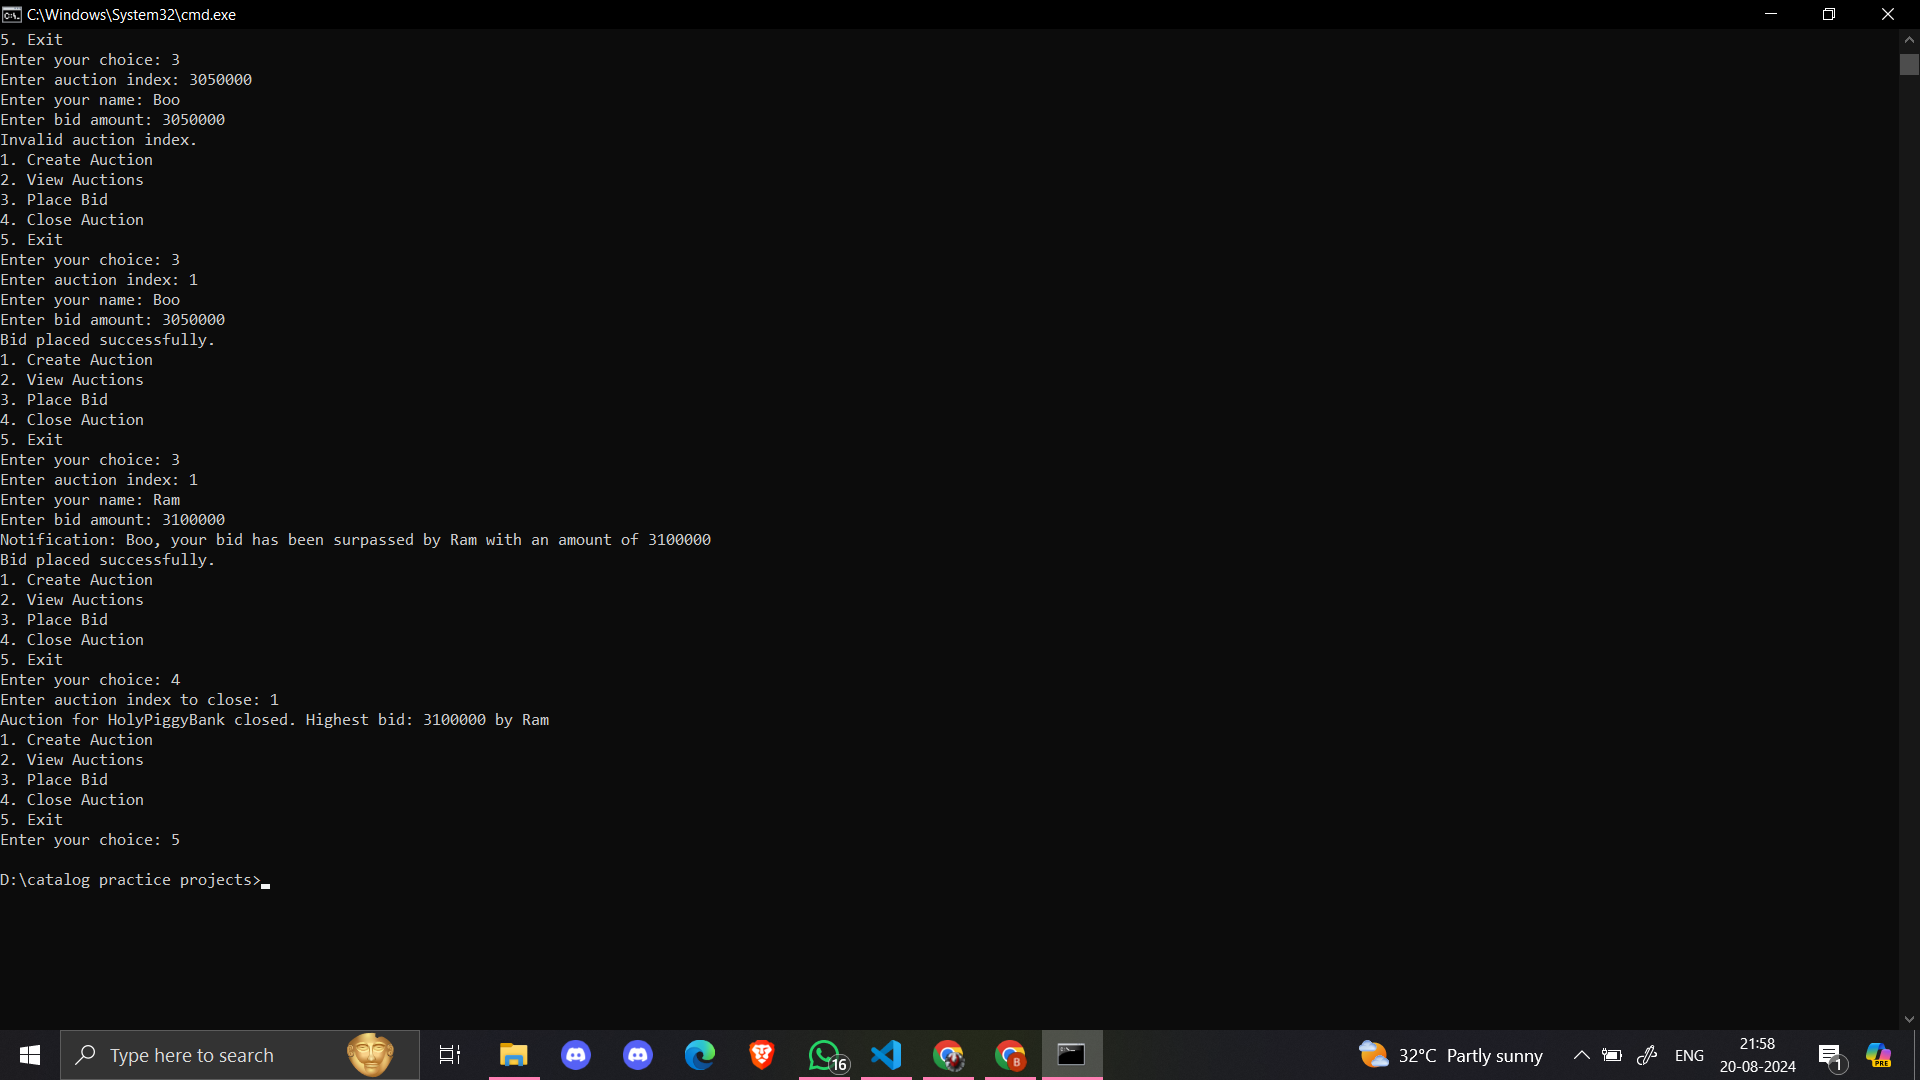 C:\Windows\System32\cmd.exe
5. Exit
Enter your choice: 3
Enter auction index: 3050000
Enter your name: Boo
Enter bid amount: 3050000
Invalid auction index.
1. Create Auction
2. View Auctions
3. Place Bid
4. Close Auction
5. Exit
Enter your choice: 3
Enter auction index: 1
Enter your name: Boo
Enter bid amount: 3050000
Bid placed successfully.
1. Create Auction
2. View Auctions
3. Place Bid
4. Close Auction
5. Exit
Enter your choice: 3
Enter auction index: 1
Enter your name: Ram
Enter bid amount: 3100000
Notification: Boo, your bid has been surpassed by Ram with an amount of 3100000
Bid placed successfully.
1. Create Auction
2. View Auctions
3. Place Bid
4. Close Auction
5. Exit
Enter your choice: 4
Enter auction index to close: 1
Auction for HolyPiggyBank closed. Highest bid: 3100000 by Ram
1. Create Auction
2. View Auctions
3. Place Bid
4. Close Auction
5. Exit
Enter your choice: 5
D:\catalog practice projects>
Type here to search
16
B
32°C Partly sunny
ENG
21:58
20-08-2024
1
PRE